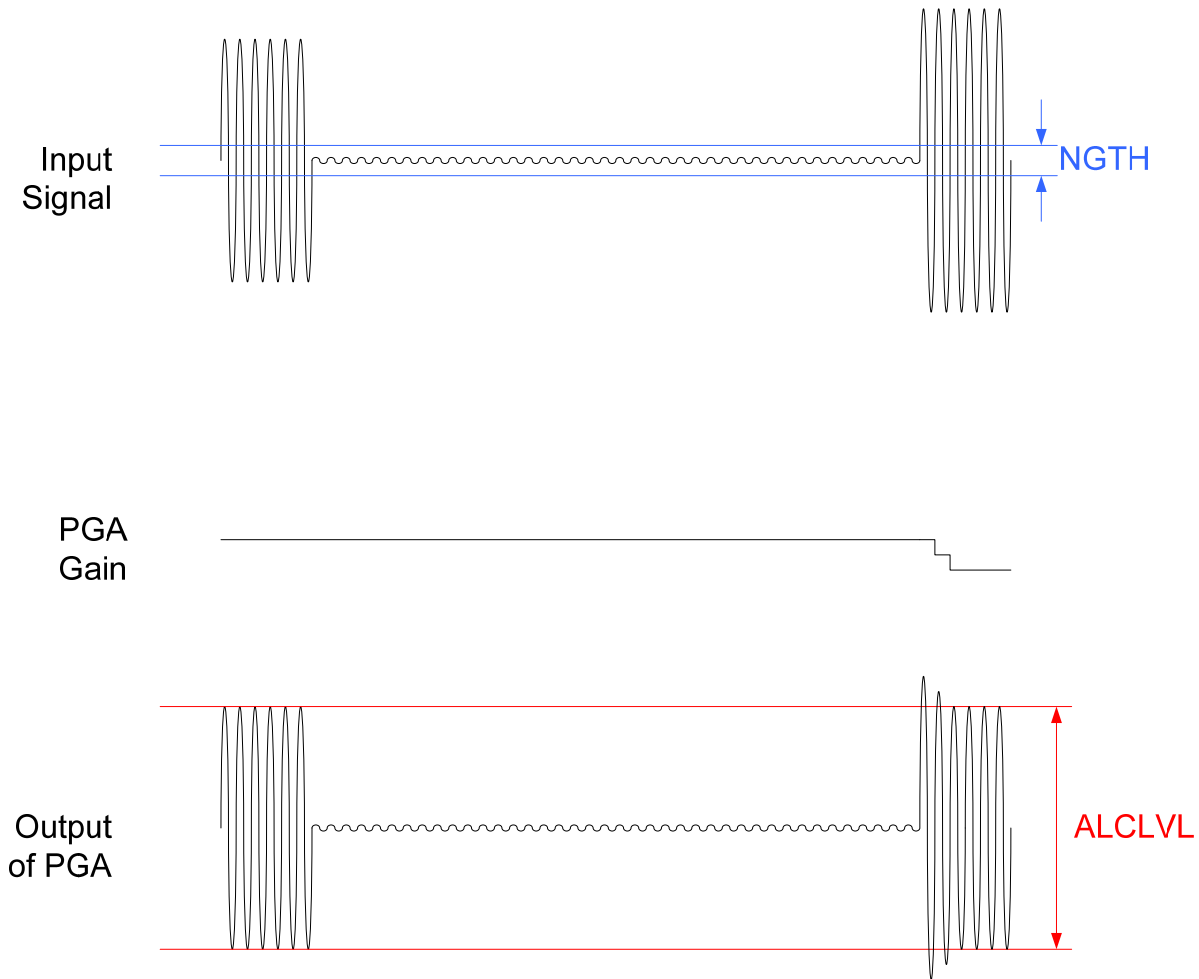 Input
Signal
NGTH
PGA
Gain
Output
of PGA
ALCLVL